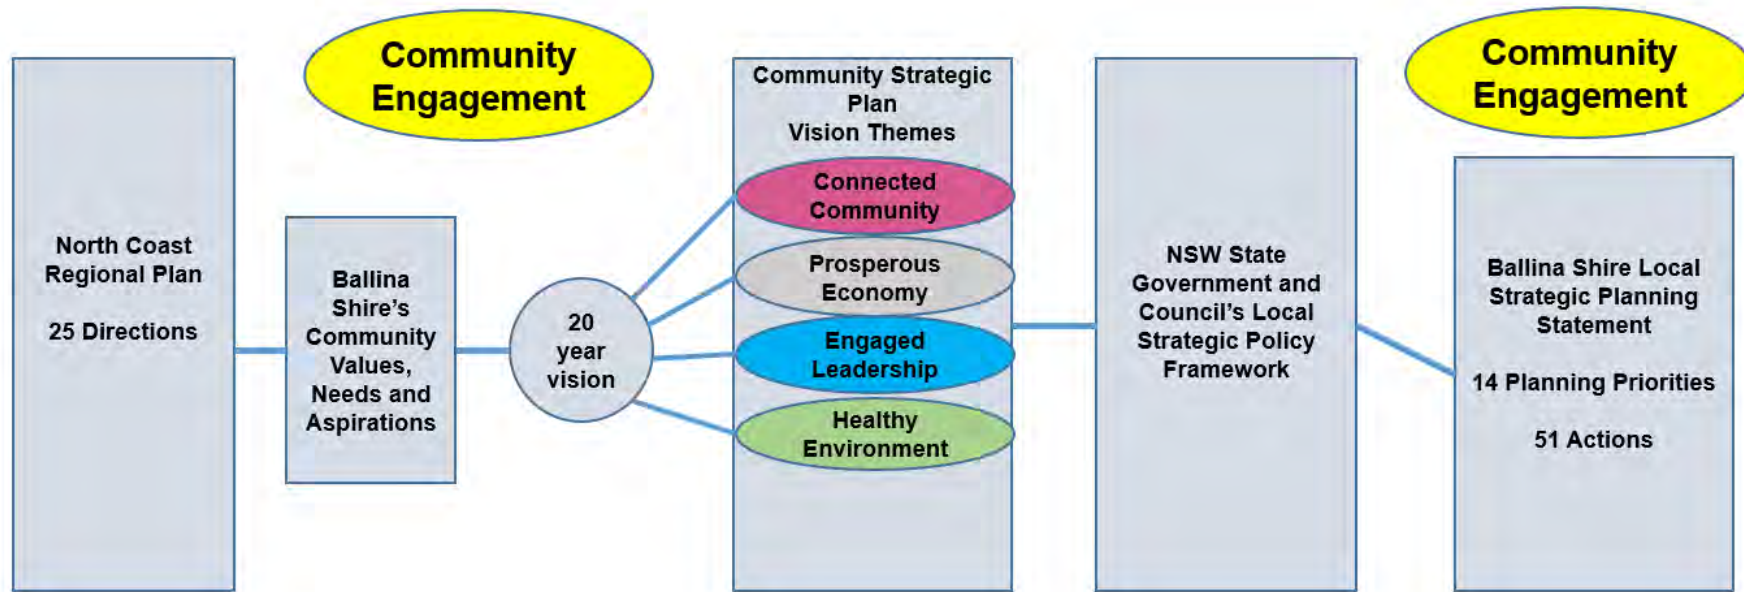 Community
Engagement
North Coast
Regional Plan
25 Directions
Ballina
Shire’s
Community
Values,
Needs and
Aspirations
20
year
vision
Community Strategic
Plan
Vision Themes
Connected
Community
Prosperous
Economy
Engaged
Leadership
Healthy
Environment
NSW State
Government and
Council’s Local
Strategic Policy
Framework
Community
Engagement
Ballina Shire Local
Strategic Planning
Statement
14 Planning Priorities
51 Actions